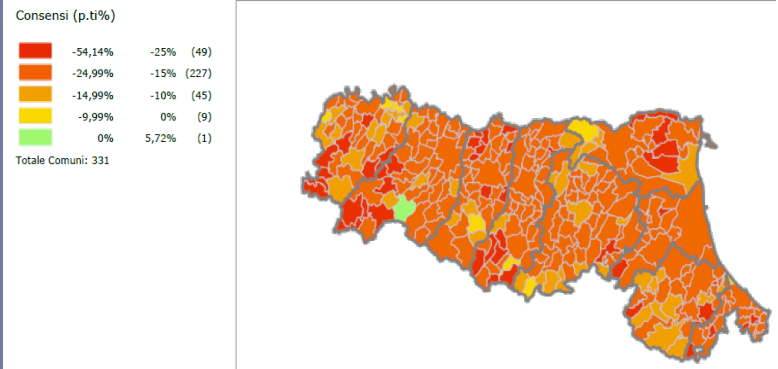 Consensi (p.ti%)
-54,14% -25% (49)
-24,99% -15% (227)
-14,99% -10% (45)
-9,99% 0% (9)
0% 5,72% (1)
Totale Comuni: 331